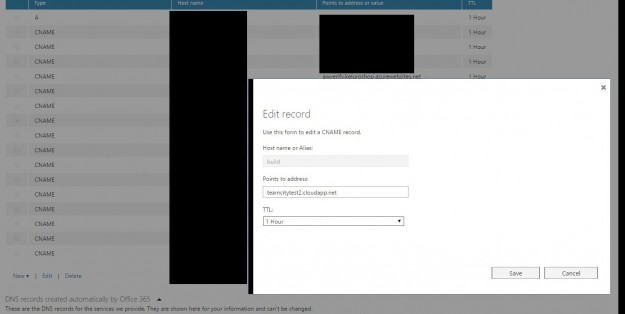 Type Host name Points to address or value TTL
A 1 Hour
CNAME 1 Hour
CNAME 1 Hour
CNAME 1 Hour
CNAME 1 Hour
CNAME
CNAME
CNAME
CNAME
CNAME
CNAME
CNAME
CNAME
CNAME
CNAME
CNAME
New ▾ | Edit | Delete
DNS records created automatically by Office 365 ▲
These are the DNS records for the services we provide. They are shown here for your information and can't be changed.
×
Edit record
Use this form to edit a CNAME record.
Host name or Alias:
build
Points to address:
teamcitytest2.cloudapp.net
TTL:
1 Hour
Save Cancel